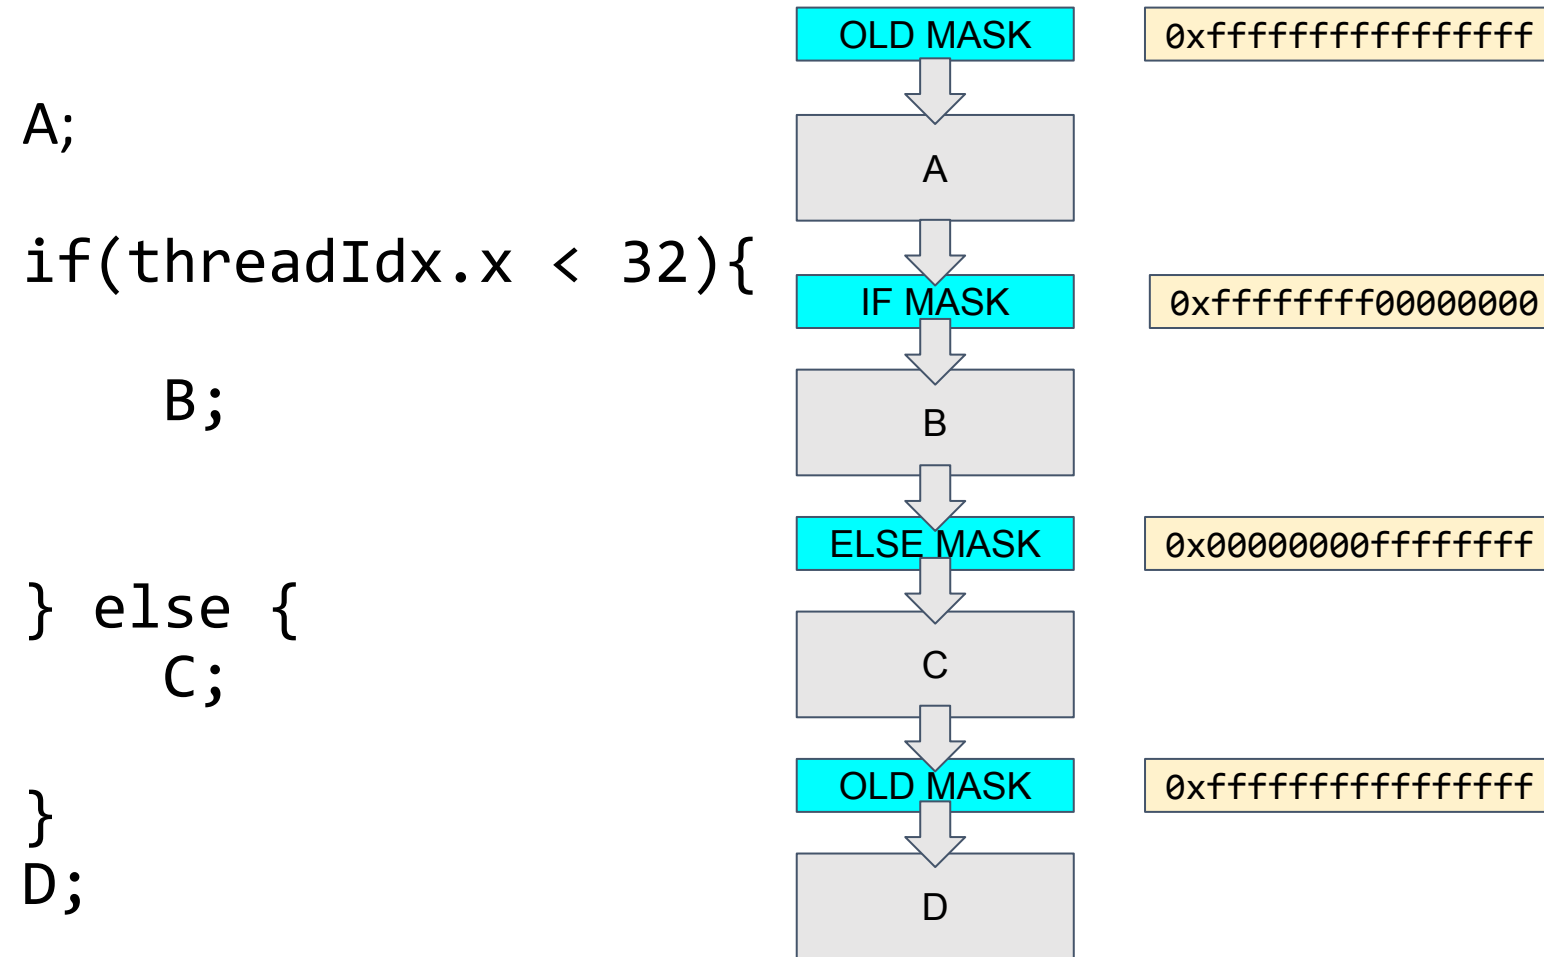 A;
if(threadIdx.x < 32){
B;
} else {
C;
}
D;
OLD MASK 0xffffffffffffffff
A
IF MASK 0xffffffff00000000
B
ELSE MASK 0x00000000ffffffff
C
OLD MASK 0xffffffffffffffff
D